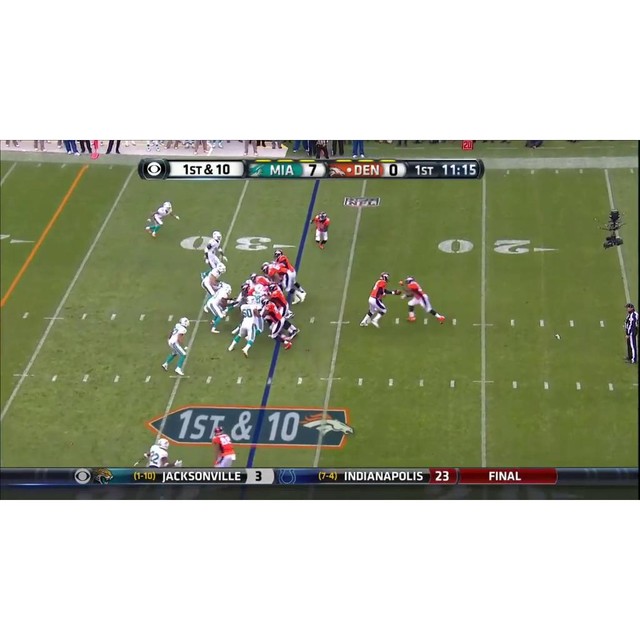 1ST & 10 MIA 7 DEN 0 1ST 11:15
NFL
30
20
1ST & 10
(1-10) JACKSONVILLE 3 (7-4) INDIANAPOLIS 23 FINAL